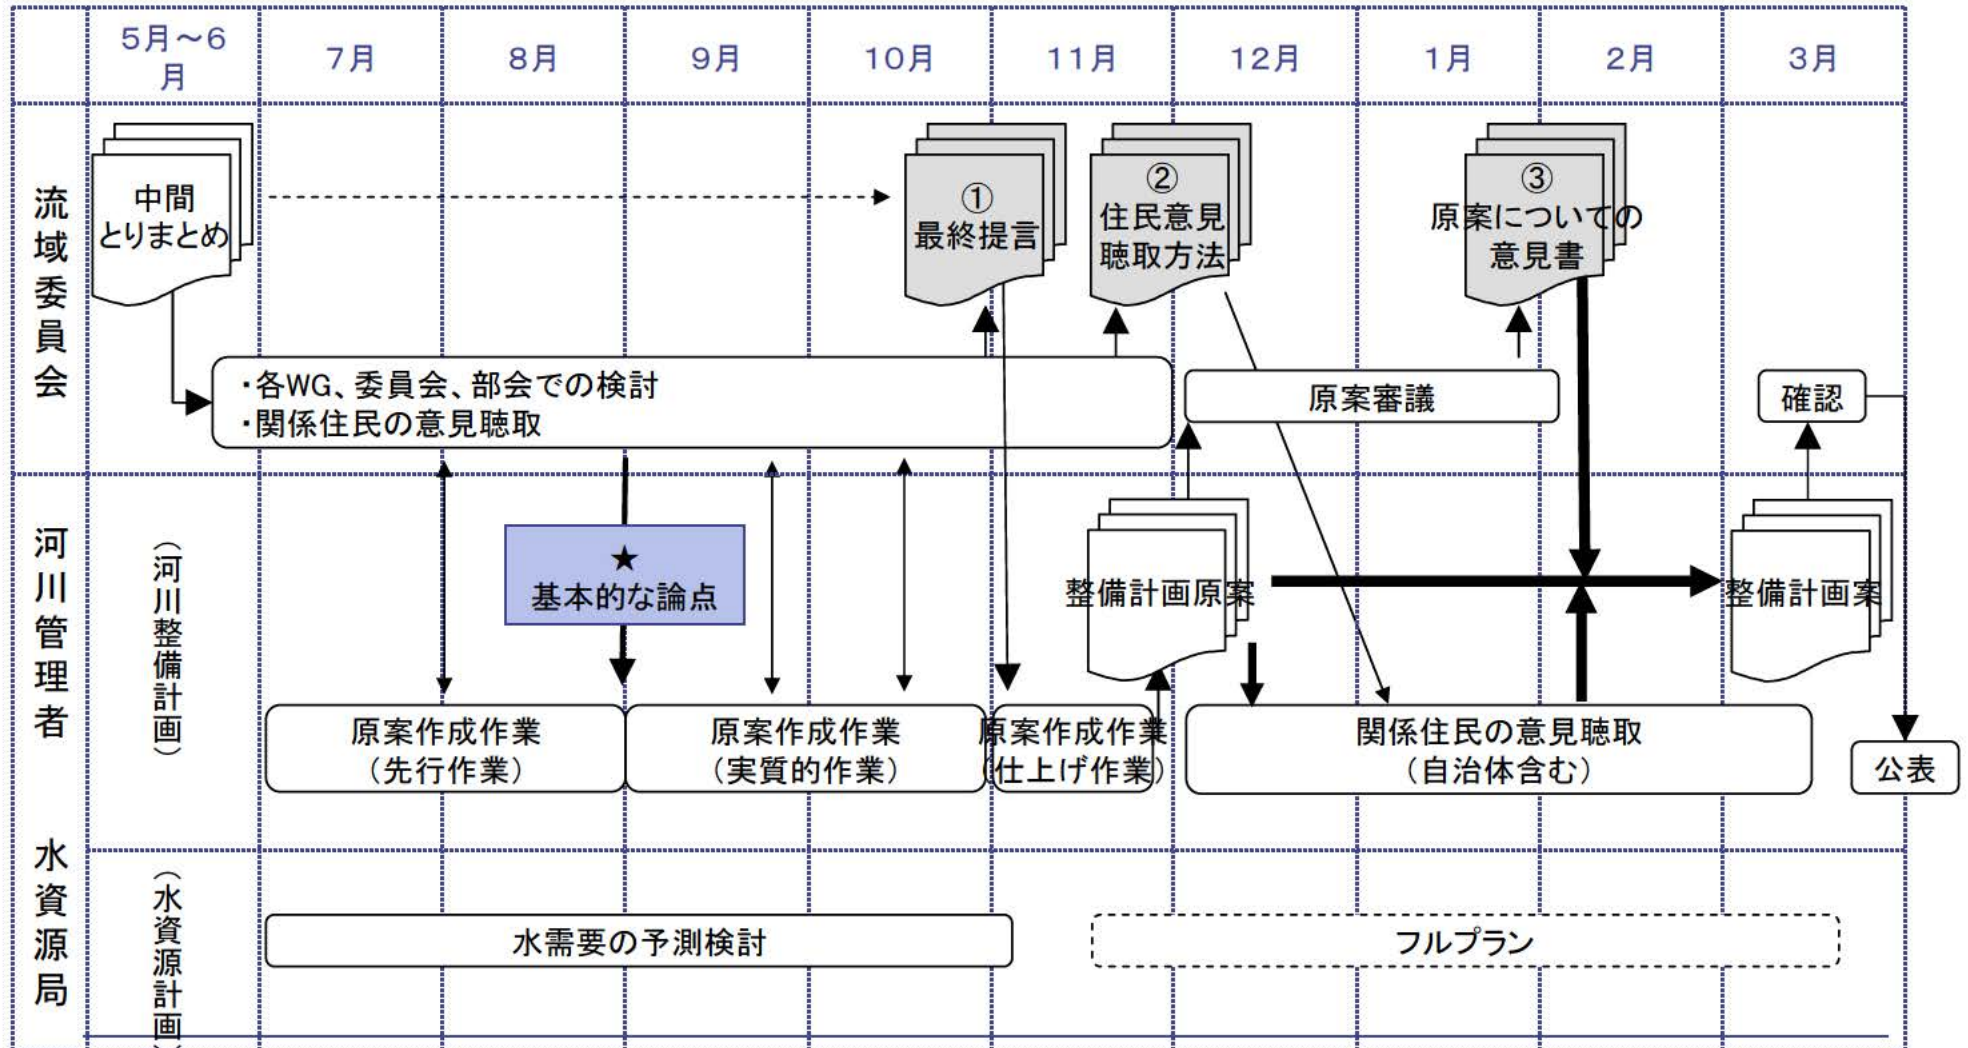 5月～6
月
7月
8月
9月
10月
11月
12月
1月
2月
3月
流域委員会
中間
とりまとめ
①
最終提言
②
住民意見
聴取方法
③
原案についての
意見書
・各WG、委員会、部会での検討
・関係住民の意見聴取
原案審議
確認
河川管理者
（河川整備計画）
★
基本的な論点
整備計画原案
整備計画案
原案作成作業
（先行作業）
原案作成作業
（実質的作業）
原案作成作業
（仕上げ作業）
関係住民の意見聴取
（自治体含む）
公表
水資源局
（水資源計画）
水需要の予測検討
フルプラン